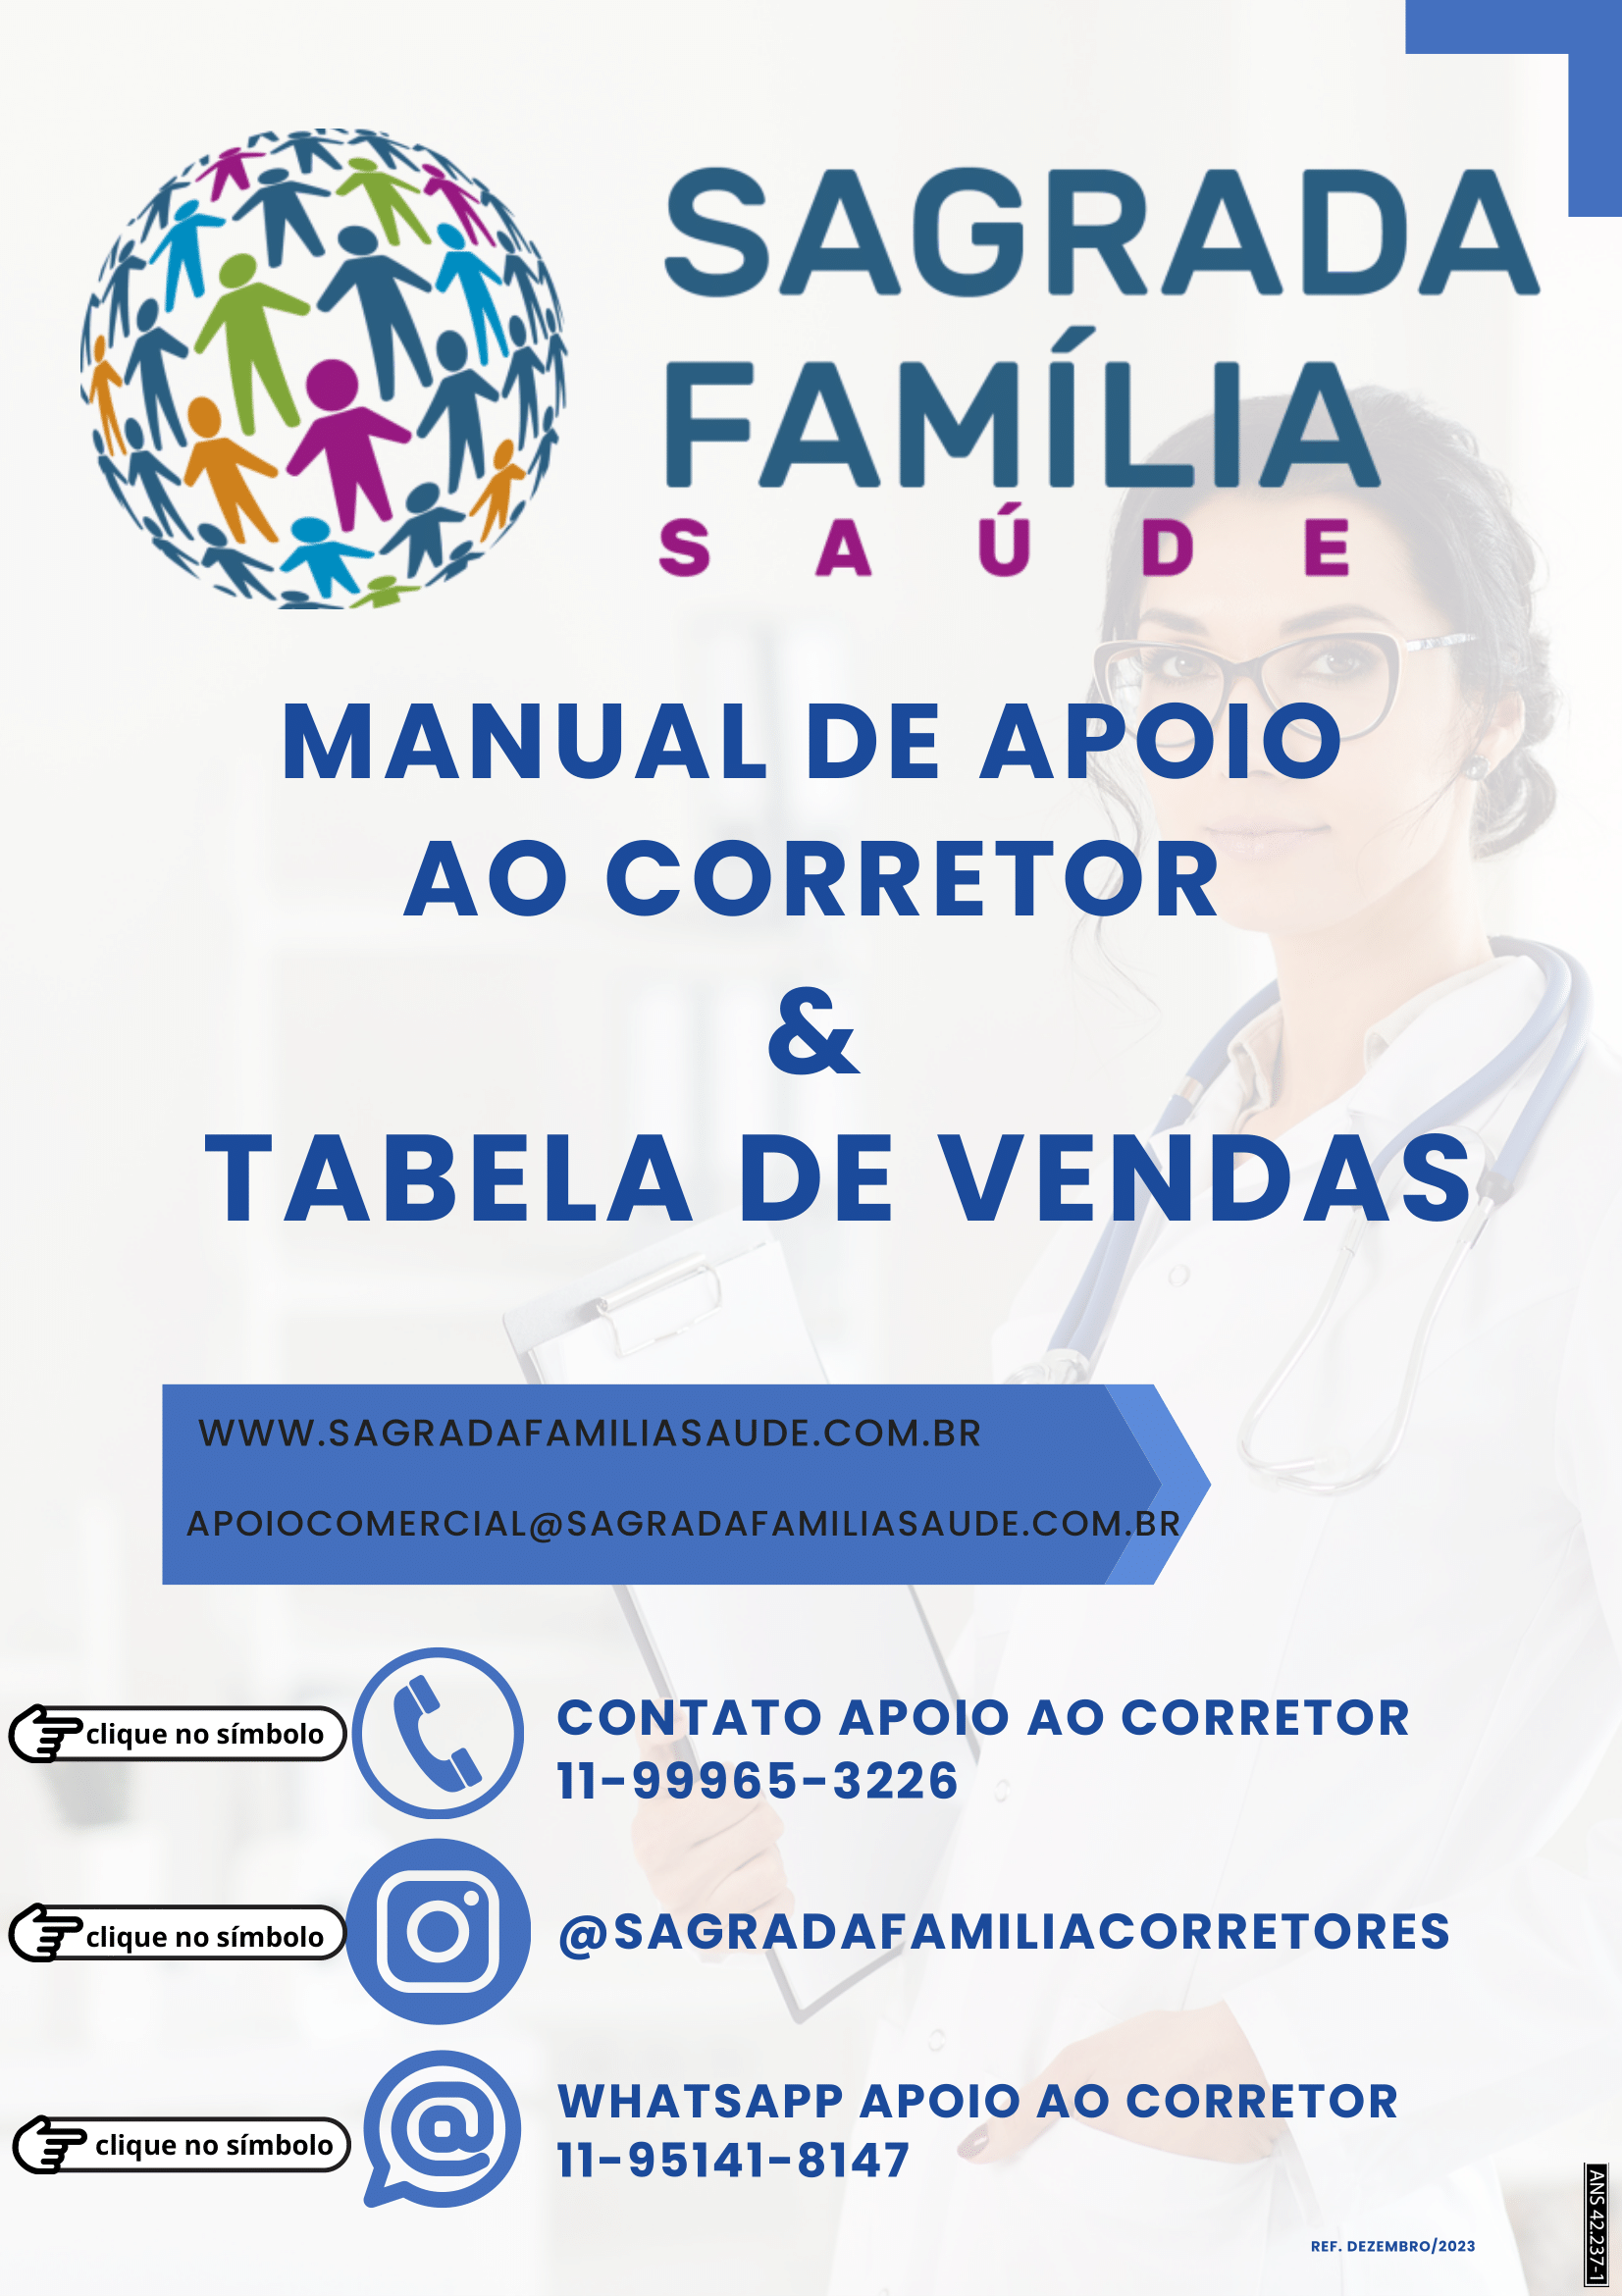 SAGRADA
FAMÍLIA
SAÚDE
MANUAL DE APOIO
AO CORRETOR
&
TABELA DE VENDAS
WWW.SAGRADAFAMILIASAUDE.COM.BR
APOIOCOMERCIAL@SAGRADAFAMILIASAUDE.COM.BR
clique no símbolo
CONTATO APOIO AO CORRETOR
11-99965-3226
clique no símbolo
@SAGRADAFAMILIACORRETORES
clique no símbolo
WHATSAPP APOIO AO CORRETOR
11-95141-8147
REF. DEZEMBRO/2023
ANS 42.237-1